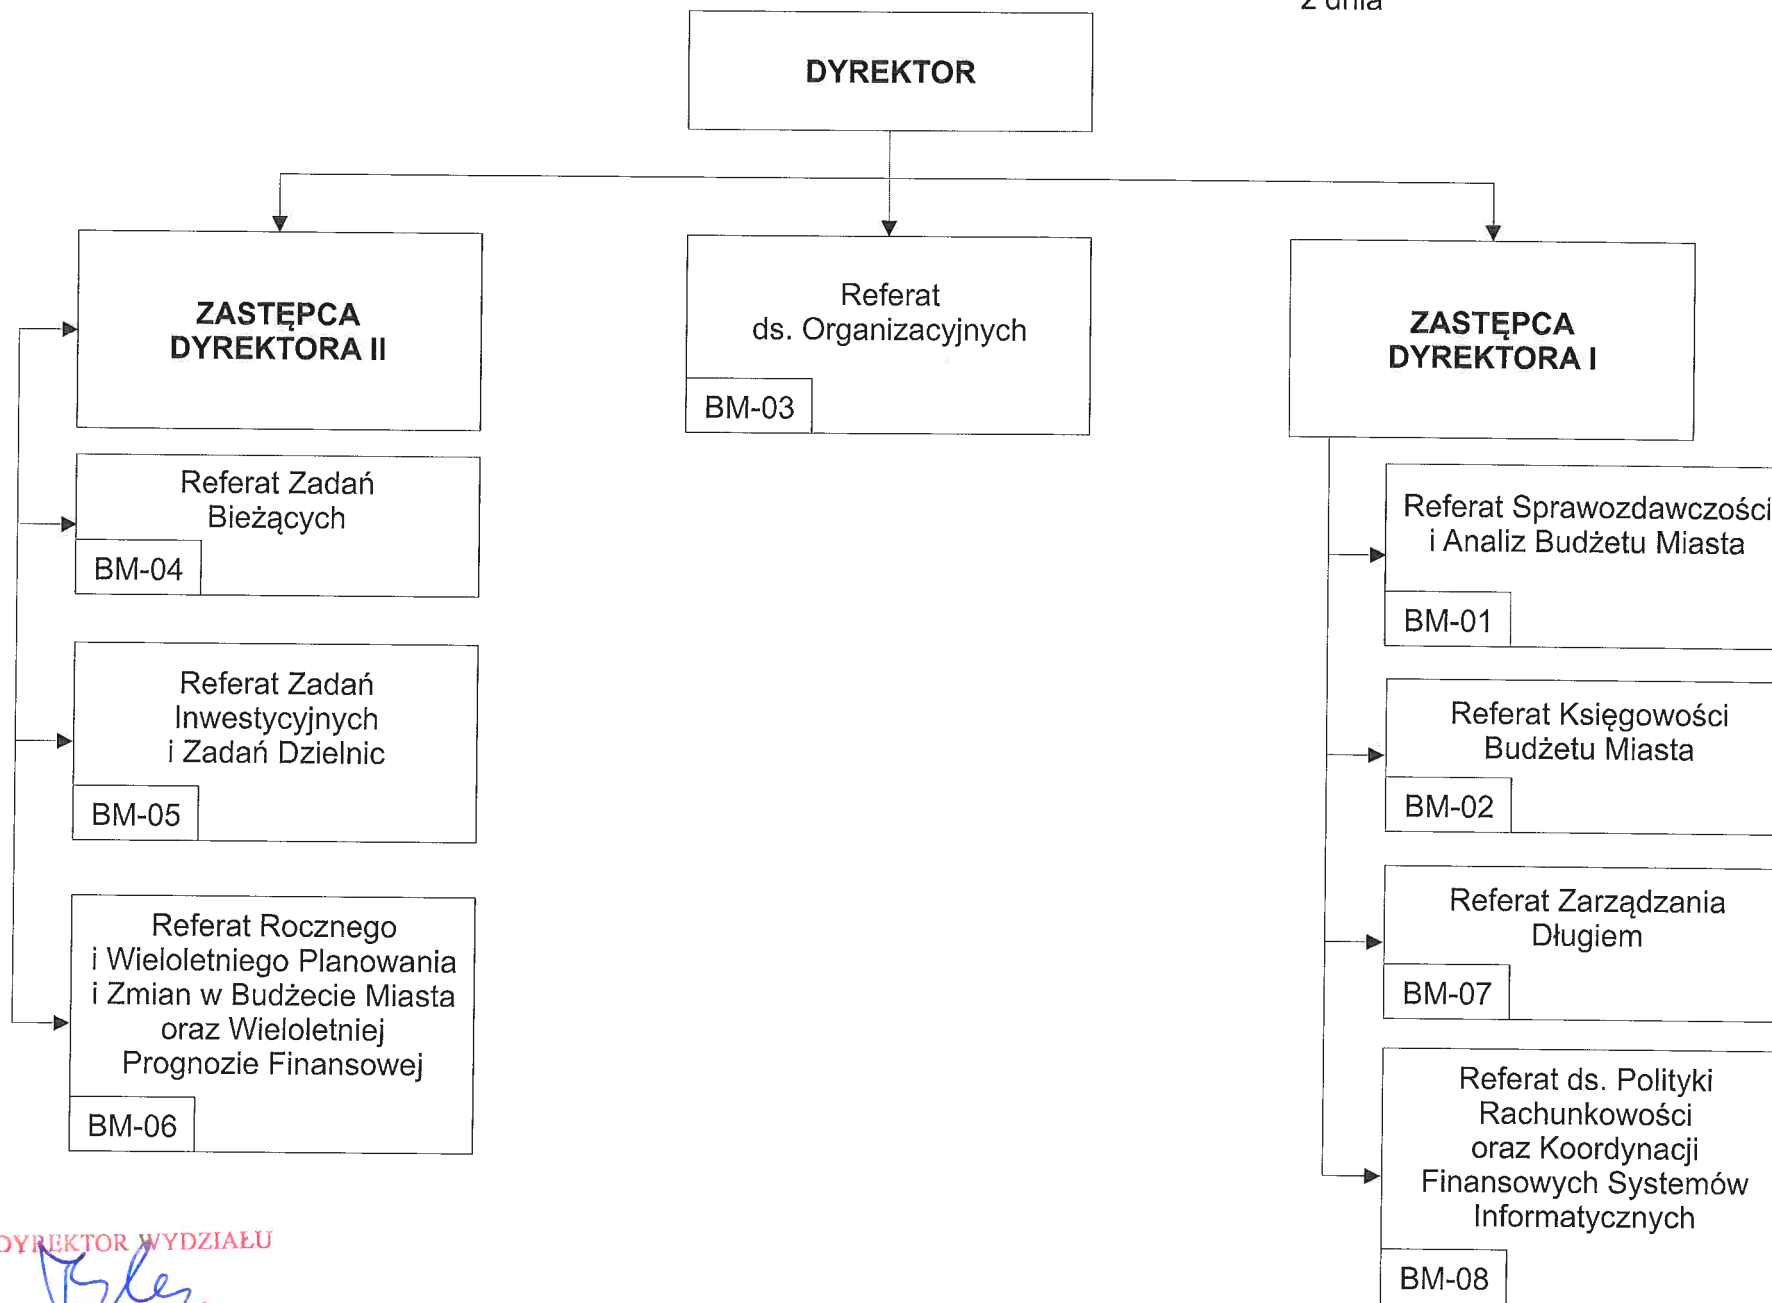 z dnia
DYREKTOR
ZASTĘPCA
DYREKTORA II
Referat
ds. Organizacyjnych
BM-03
ZASTĘPCA
DYREKTORA I
Referat Zadań
Bieżących
BM-04
Referat Zadań
Inwestycyjnych
i Zadań Dzielnic
BM-05
Referat Rocznego
i Wieloletniego Planowania
i Zmian w Budżecie Miasta
oraz Wieloletniej
Prognozie Finansowej
BM-06
Referat Sprawozdawczości
i Analiz Budżetu Miasta
BM-01
Referat Księgowości
Budżetu Miasta
BM-02
Referat Zarządzania
Długiem
BM-07
Referat ds. Polityki
Rachunkowości
oraz Koordynacji
Finansowych Systemów
Informatycznych
BM-08
DYREKTOR WYDZIAŁU